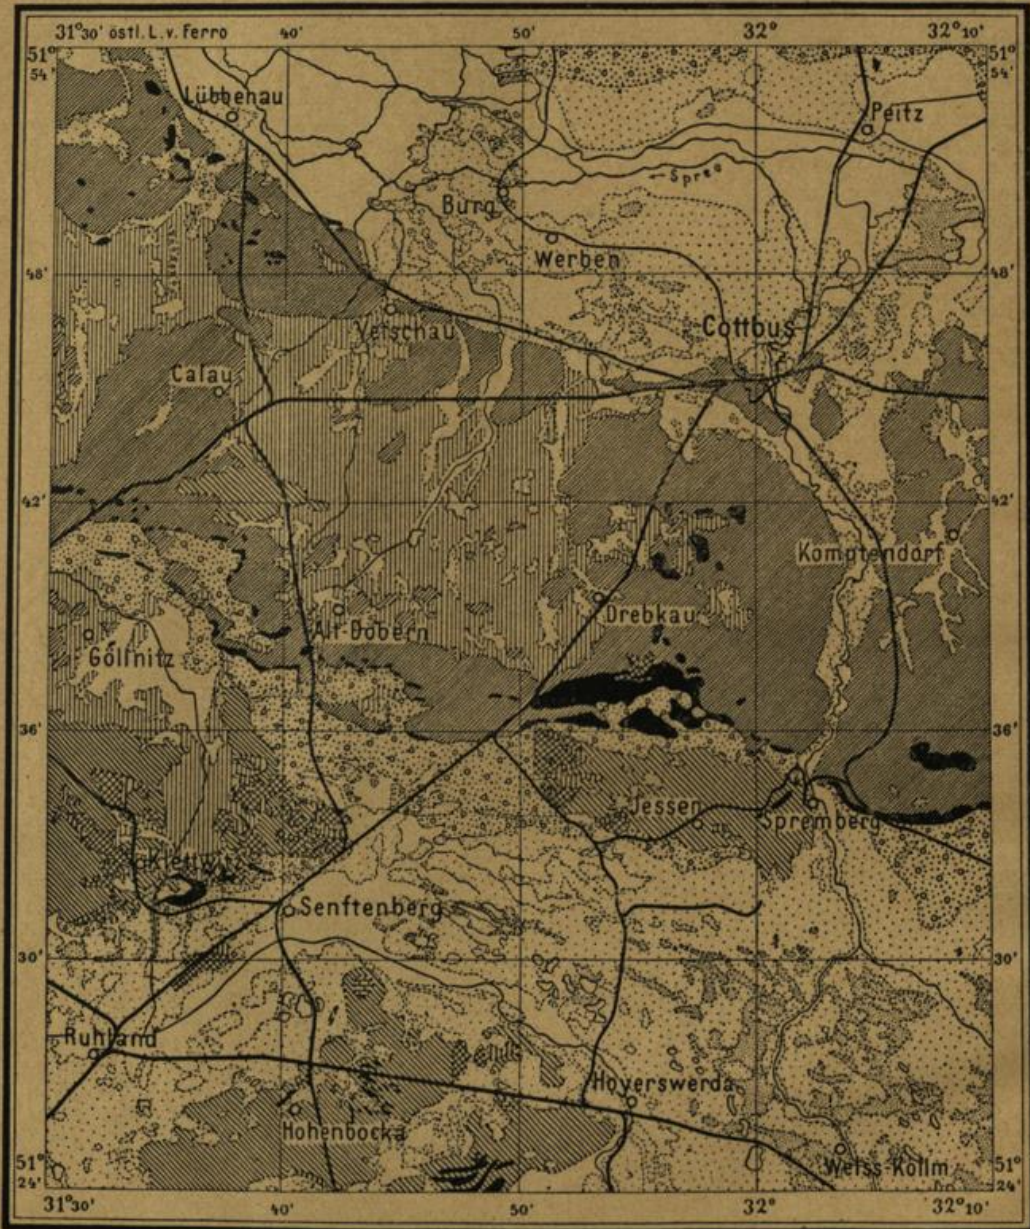 31°30' östl. L. v. Ferro 40' 50' 32° 32°10'
51° 54' 51° 54'
Lübbenau
Peitz
←Spree
Burg
Werben
48' 48'
Vetschau
Cottbus
Calau
42' 42'
Komptendorf
Drebkau
Alt-Döbern
Göllnitz
36' 36'
Jessen
Spremberg
Klettwitz
Senftenberg
30' 30'
Ruhland
Hoyerswerda
Hohenbocka
Weiss-Kollm
51° 24' 51° 24'
31°30' 40' 50' 32° 32°10'